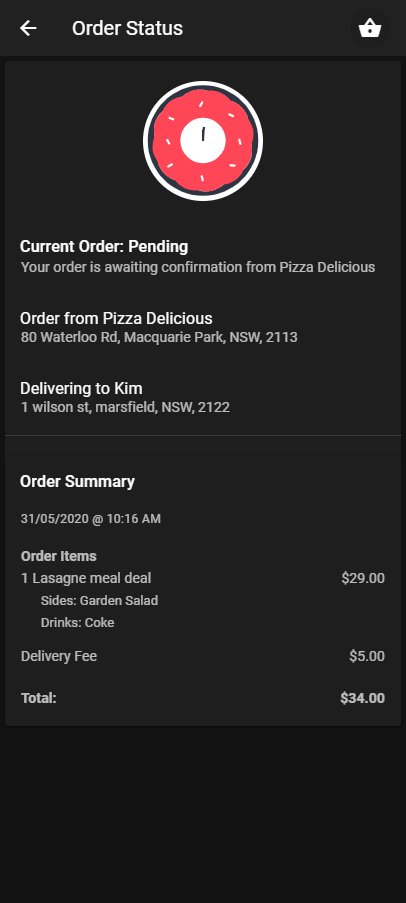 Order Status
Current Order: Pending
Your order is awaiting confirmation from Pizza Delicious
Order from Pizza Delicious
80 Waterloo Rd, Macquarie Park, NSW, 2113
Delivering to Kim
1 wilson st, marsfield, NSW, 2122
Order Summary
31/05/2020 @ 10:16 AM
Order Items
1 Lasagne meal deal $29.00
Sides: Garden Salad
Drinks: Coke
Delivery Fee $5.00
Total: $34.00